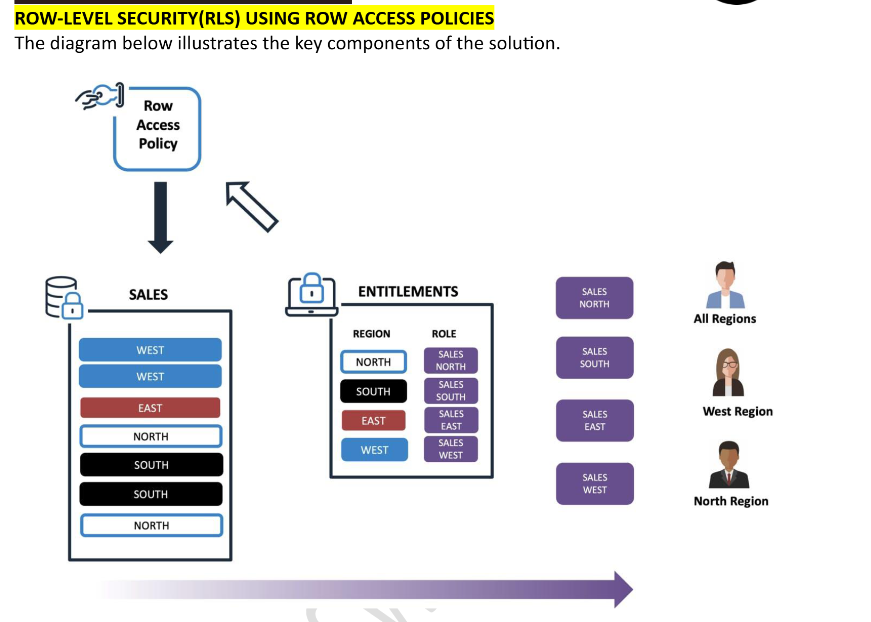 ROW-LEVEL SECURITY(RLS) USING ROW ACCESS POLICIES
The diagram below illustrates the key components of the solution.
Row
Access
Policy
SALES
WEST
WEST
EAST
NORTH
SOUTH
SOUTH
NORTH
ENTITLEMENTS
REGION ROLE
NORTH
SALES
NORTH
SOUTH
SALES
SOUTH
EAST
SALES
EAST
WEST
SALES
WEST
SALES
NORTH
SALES
SOUTH
SALES
EAST
SALES
WEST
All Regions
West Region
North Region